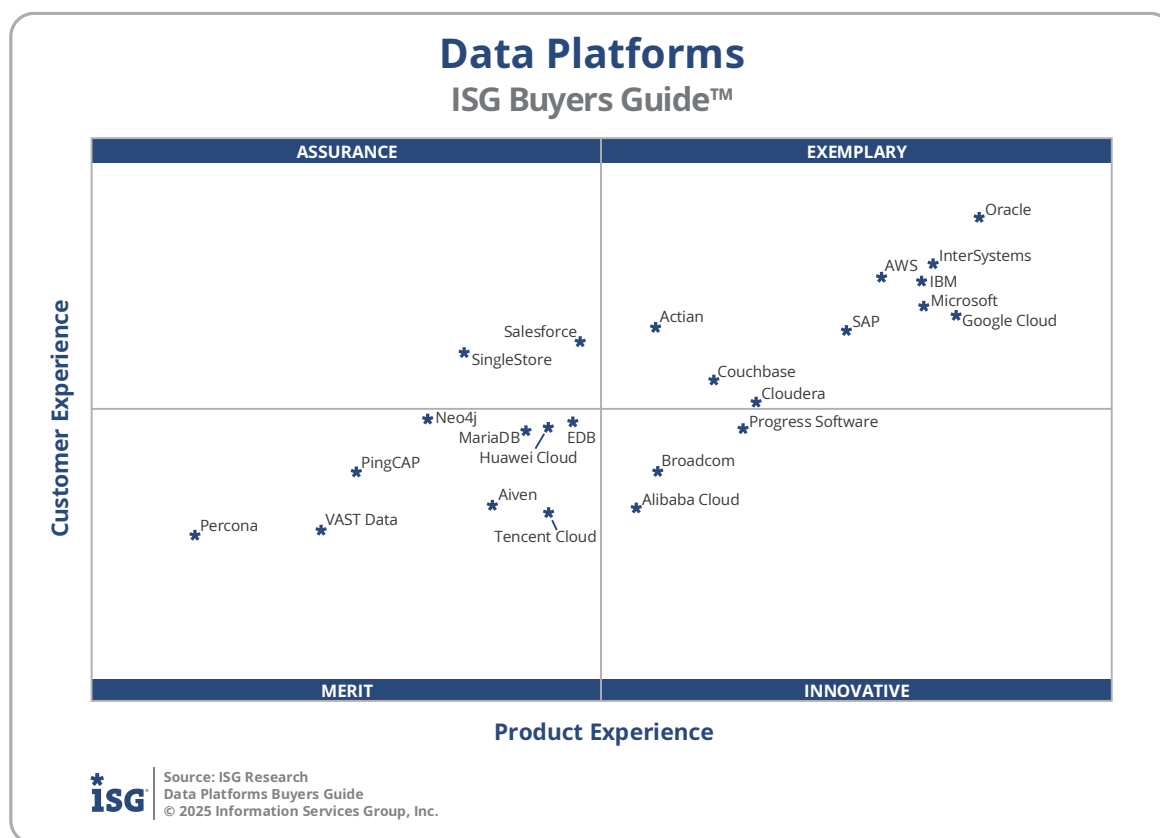 Data Platforms
ISG Buyers Guide™
ASSURANCE
EXEMPLARY
Oracle
InterSystems
AWS
IBM
Microsoft
Google Cloud
SAP
Actian
Salesforce
SingleStore
Couchbase
Cloudera
Neo4j
MariaDB
Huawei Cloud
EDB
Progress Software
PingCAP
Broadcom
Aiven
Alibaba Cloud
Percona
VAST Data
Tencent Cloud
MERIT
INNOVATIVE
Customer Experience
Product Experience
ISG
Source: ISG Research
Data Platforms Buyers Guide
© 2025 Information Services Group, Inc.